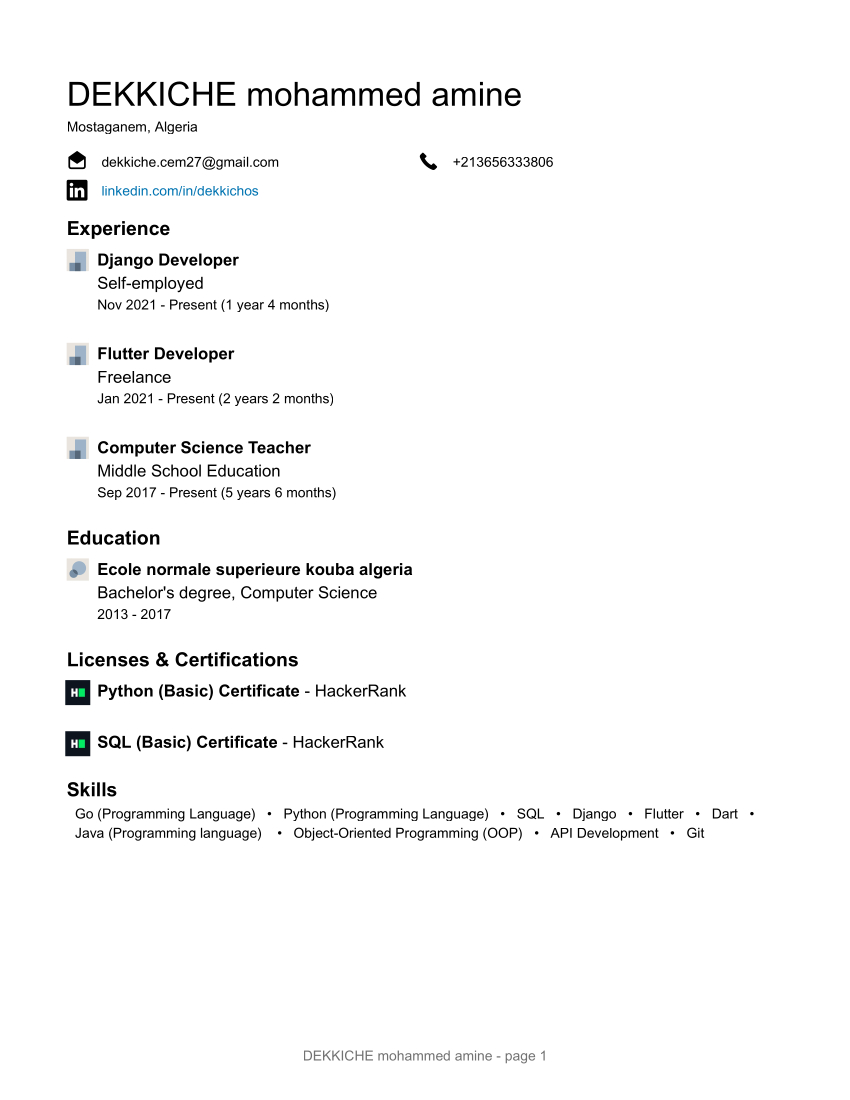 DEKKICHE mohammed amine
Mostaganem, Algeria
dekkiche.cem27@gmail.com +213656333806
linkedin.com/in/dekkichos
Experience
Django Developer
Self-employed
Nov 2021 - Present (1 year 4 months)
Flutter Developer
Freelance
Jan 2021 - Present (2 years 2 months)
Computer Science Teacher
Middle School Education
Sep 2017 - Present (5 years 6 months)
Education
Ecole normale superieure kouba algeria
Bachelor's degree, Computer Science
2013 - 2017
Licenses & Certifications
Python (Basic) Certificate - HackerRank
SQL (Basic) Certificate - HackerRank
Skills
Go (Programming Language) • Python (Programming Language) • SQL • Django • Flutter • Dart •
Java (Programming language) • Object-Oriented Programming (OOP) • API Development • Git
DEKKICHE mohammed amine - page 1